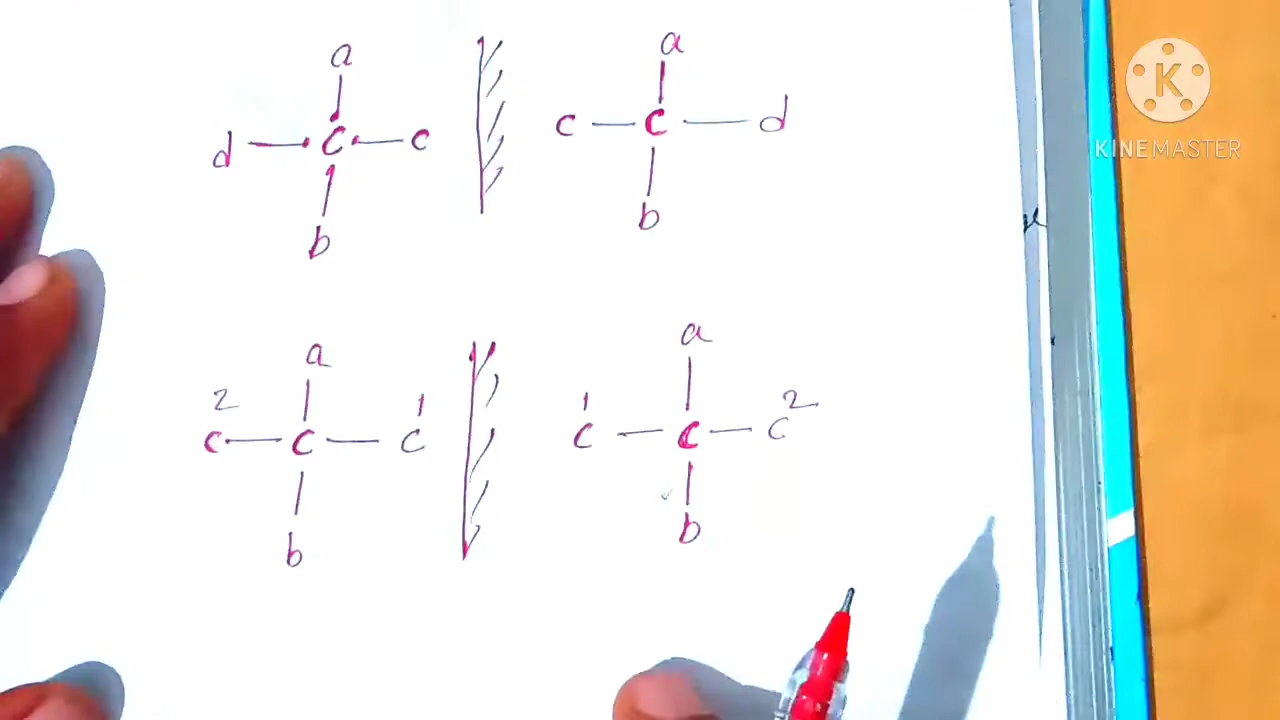 a a
d — C — c c — C — d
b b
a a
2 1 1 2
c — C — c c — C — c
b b
K
KINEMASTER